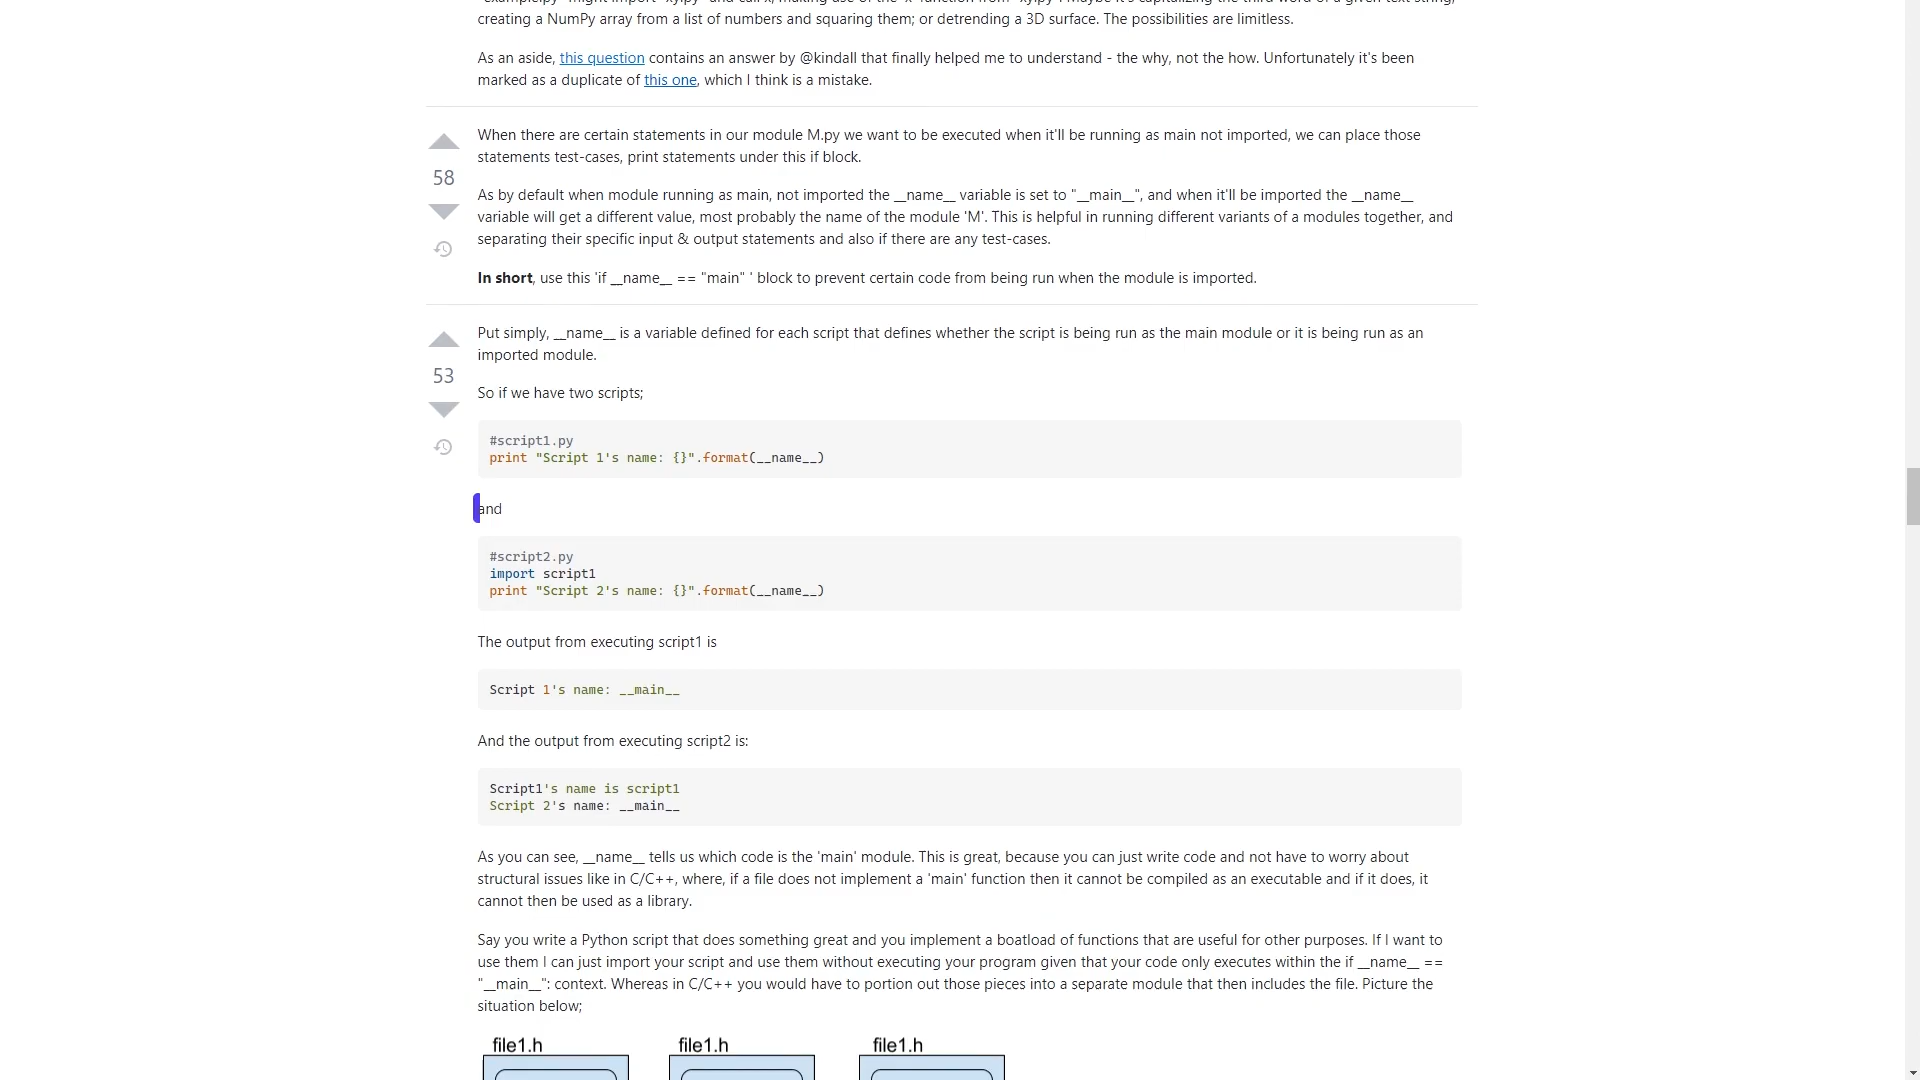 creating a NumPy array from a list of numbers and squaring them; or detrending a 3D surface. The possibilities are limitless.
As an aside, this question contains an answer by @kindall that finally helped me to understand - the why, not the how. Unfortunately it's been
marked as a duplicate of this one, which I think is a mistake.
When there are certain statements in our module M.py we want to be executed when it'll be running as main not imported, we can place those
statements test-cases, print statements under this if block.
58
As by default when module running as main, not imported the __name__ variable is set to "__main__", and when it'll be imported the __name__
variable will get a different value, most probably the name of the module 'M'. This is helpful in running different variants of a modules together, and
separating their specific input & output statements and also if there are any test-cases.
In short, use this 'if __name__ == "main" ' block to prevent certain code from being run when the module is imported.
Put simply, __name__ is a variable defined for each script that defines whether the script is being run as the main module or it is being run as an
imported module.
53
So if we have two scripts;
#script1.py
print "Script 1's name: {}".format(__name__)
and
#script2.py
import script1
print "Script 2's name: {}".format(__name__)
The output from executing script1 is
Script 1's name: __main__
And the output from executing script2 is:
Script1's name is script1
Script 2's name: __main__
As you can see, __name__ tells us which code is the 'main' module. This is great, because you can just write code and not have to worry about
structural issues like in C/C++, where, if a file does not implement a 'main' function then it cannot be compiled as an executable and if it does, it
cannot then be used as a library.
Say you write a Python script that does something great and you implement a boatload of functions that are useful for other purposes. If I want to
use them I can just import your script and use them without executing your program given that your code only executes within the if __name__ ==
"__main__": context. Whereas in C/C++ you would have to portion out those pieces into a separate module that then includes the file. Picture the
situation below;
file1.h file1.h file1.h